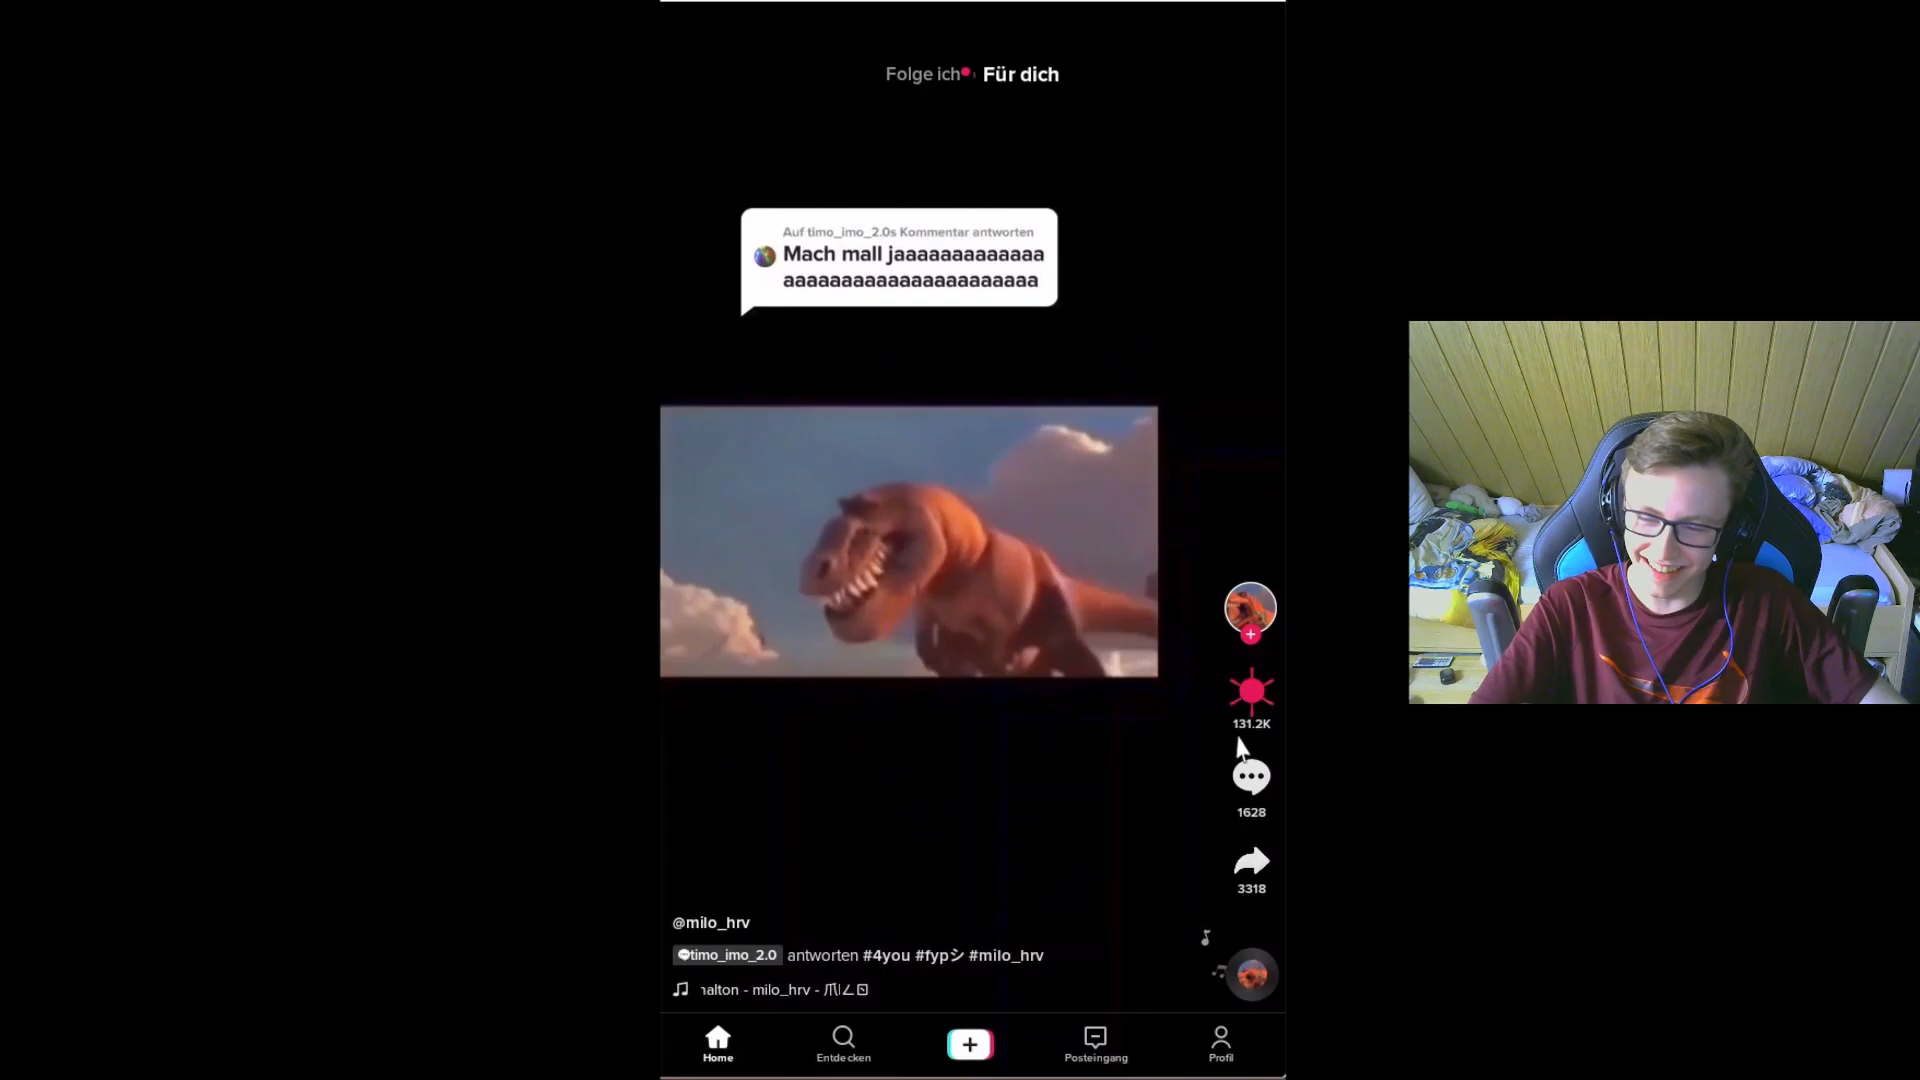 Folge ich Für dich
Auf timo_imo_2.0s Kommentar antworten
Mach mall jaaaaaaaaaaaaa
aaaaaaaaaaaaaaaaaaaaaa
131.2K
1628
3318
@milo_hrv
timo_imo_2.0 antworten #4you #fypシ #milo_hrv
nalton - milo_hrv -
Home
Entdecken
Posteingang
Profil